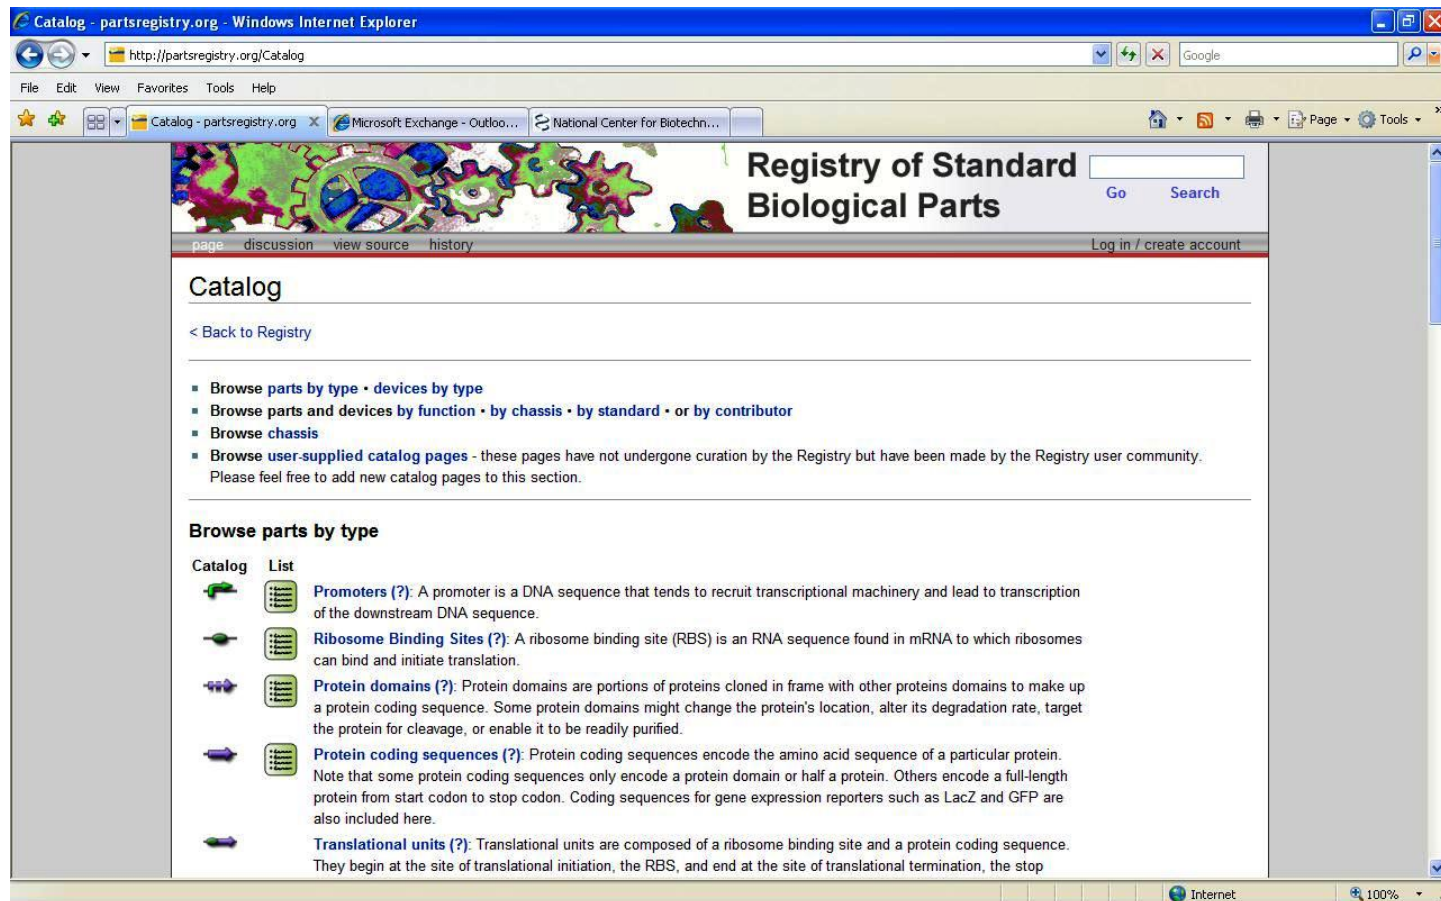 Catalog - partsregistry.org - Windows Internet Explorer
http://partsregistry.org/Catalog
Google
File Edit View Favorites Tools Help
Catalog - partsregistry.org
Microsoft Exchange - Outloo...
National Center for Biotechn...
Page
Tools
Registry of Standard
Biological Parts
Go Search
page discussion view source history
Log in / create account
Catalog
< Back to Registry
Browse parts by type • devices by type
Browse parts and devices by function • by chassis • by standard • or by contributor
Browse chassis
Browse user-supplied catalog pages - these pages have not undergone curation by the Registry but have been made by the Registry user community.
Please feel free to add new catalog pages to this section.
Browse parts by type
Catalog List
Promoters (?): A promoter is a DNA sequence that tends to recruit transcriptional machinery and lead to transcription
of the downstream DNA sequence.
Ribosome Binding Sites (?): A ribosome binding site (RBS) is an RNA sequence found in mRNA to which ribosomes
can bind and initiate translation.
Protein domains (?): Protein domains are portions of proteins cloned in frame with other proteins domains to make up
a protein coding sequence. Some protein domains might change the protein's location, alter its degradation rate, target
the protein for cleavage, or enable it to be readily purified.
Protein coding sequences (?): Protein coding sequences encode the amino acid sequence of a particular protein.
Note that some protein coding sequences only encode a protein domain or half a protein. Others encode a full-length
protein from start codon to stop codon. Coding sequences for gene expression reporters such as LacZ and GFP are
also included here.
Translational units (?): Translational units are composed of a ribosome binding site and a protein coding sequence.
They begin at the site of translational initiation, the RBS, and end at the site of translational termination, the stop
Internet
100%